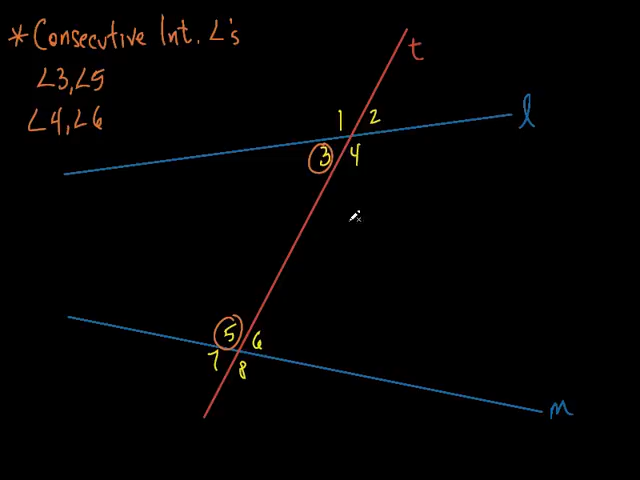 * Consecutive Int. ∠'s
∠3, ∠5
∠4, ∠6
t
1 2
l
3 4
5 6
7 8
m